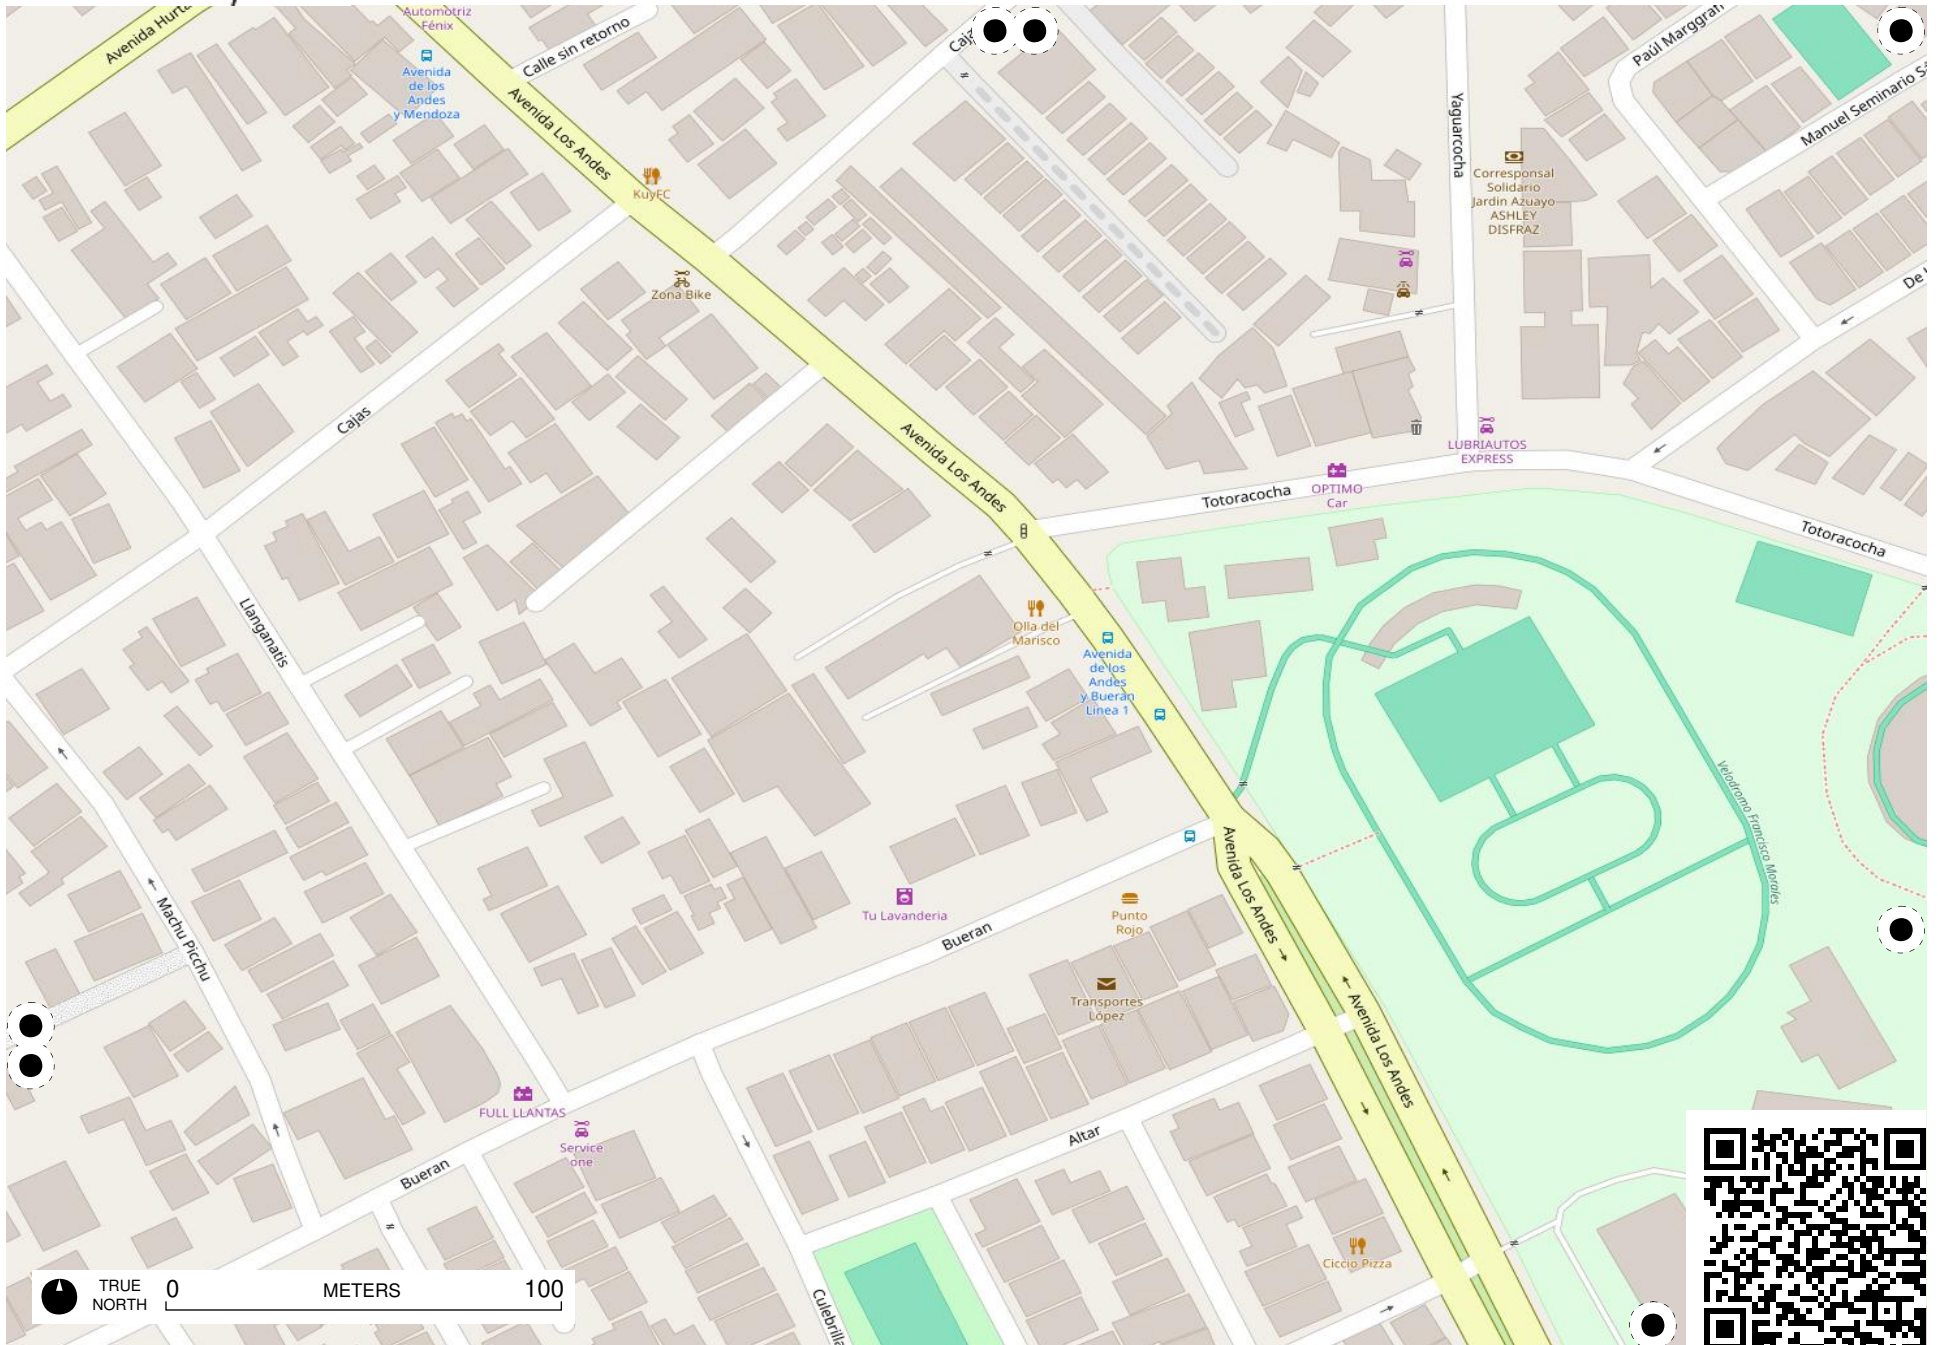 Automotriz
Fénix
Avenida Hurta
Calle sin retorno
Caja
Avenida
de los
Andes
y Mendoza
Avenida Los Andes
KuyFC
Zona Bike
Yaguarcocha
Paúl Marggraf
Manuel Seminario Sá
Corresponsal
Solidario
Jardin Azuayo
ASHLEY
DISFRAZ
De
Cajas
Avenida Los Andes
LUBRIAUTOS
EXPRESS
OPTIMO
Car
Totoracocha
Totoracocha
Llanganatis
Olla del
Marisco
Avenida
de los
Andes
y Bueran
Linea 1
Velodromo Francisco Morales
Avenida Los Andes
Tu Lavanderia
Punto
Rojo
Bueran
Machu Picchu
Transportes
López
Avenida Los Andes
FULL LLANTAS
Service
one
Altar
Bueran
Ciccio Pizza
Culebrilla
TRUE
NORTH
0 METERS 100